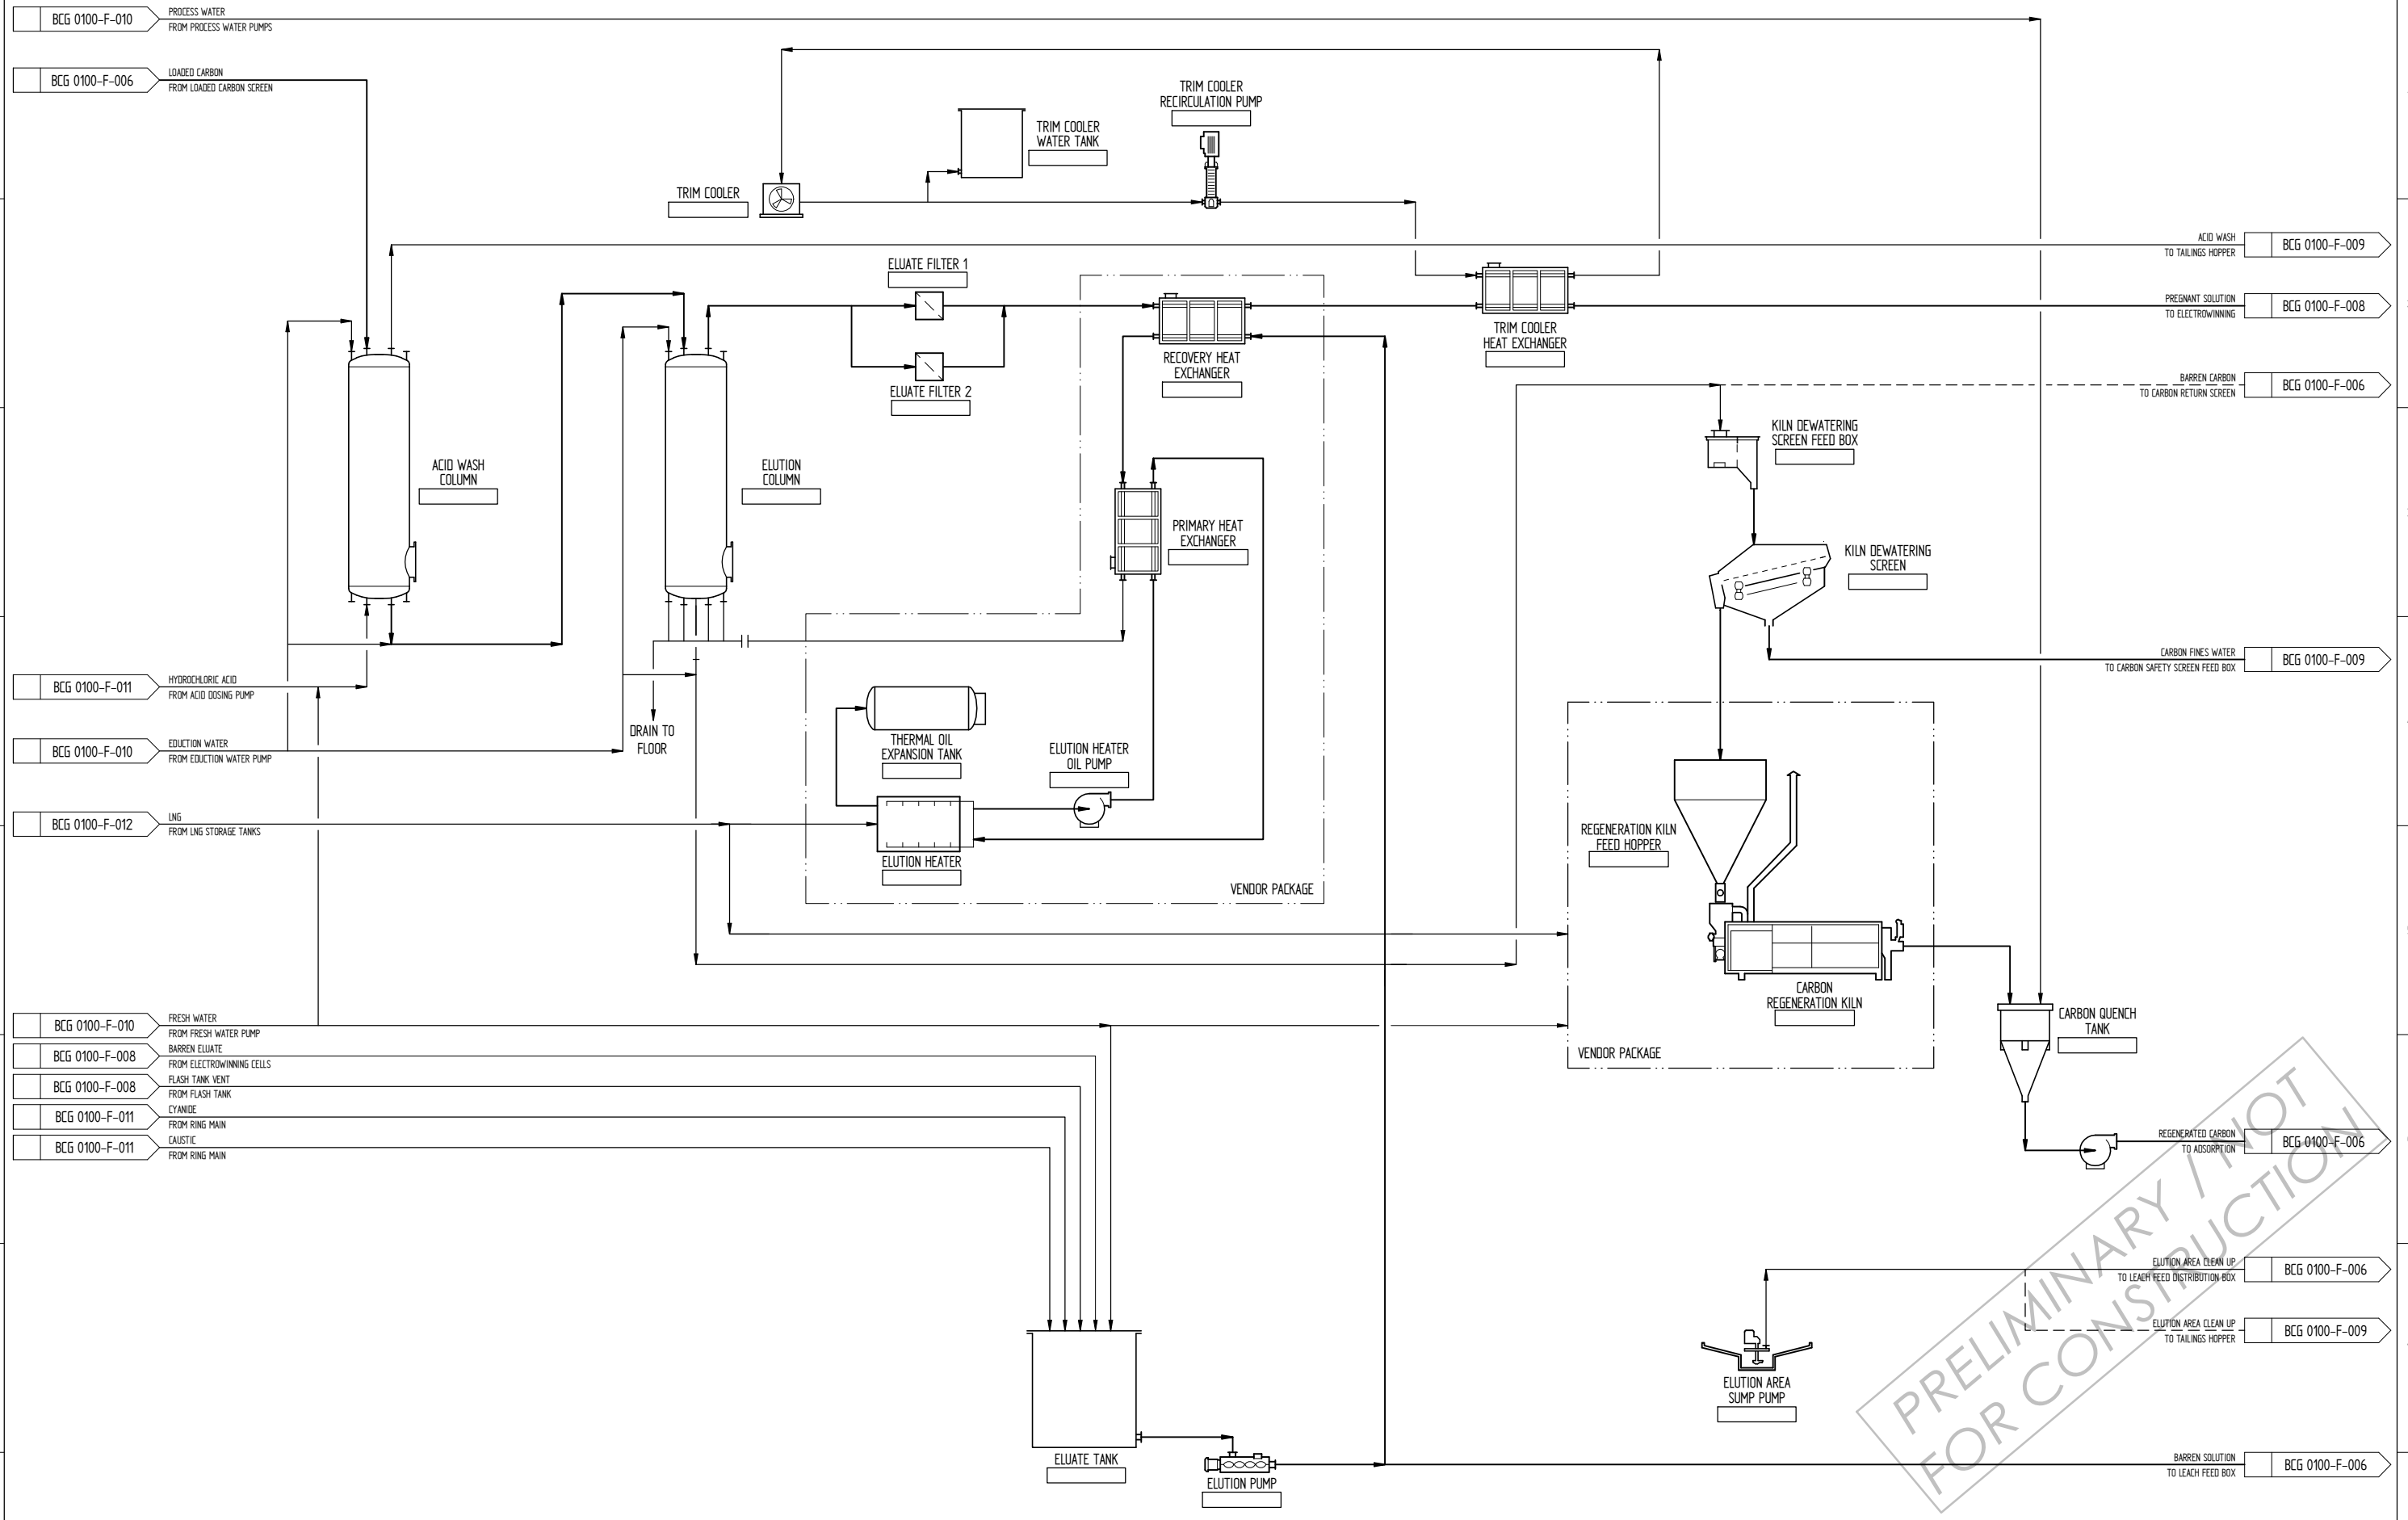 BCG 0100-F-010
PROCESS WATER
FROM PROCESS WATER PUMPS
BCG 0100-F-006
LOADED CARBON
FROM LOADED CARBON SCREEN
TRIM COOLER
RECIRCULATION PUMP
TRIM COOLER
WATER TANK
TRIM COOLER
ACID WASH
TO TAILINGS HOPPER
BCG 0100-F-009
ELUATE FILTER 1
PREGNANT SOLUTION
TO ELECTROWINNING
BCG 0100-F-008
TRIM COOLER
HEAT EXCHANGER
RECOVERY HEAT
EXCHANGER
ELUATE FILTER 2
BARREN CARBON
TO CARBON RETURN SCREEN
BCG 0100-F-006
KILN DEWATERING
SCREEN FEED BOX
ACID WASH
COLUMN
ELUTION
COLUMN
PRIMARY HEAT
EXCHANGER
KILN DEWATERING
SCREEN
CARBON FINES WATER
TO CARBON SAFETY SCREEN FEED BOX
BCG 0100-F-009
BCG 0100-F-011
HYDROCHLORIC ACID
FROM ACID DOSING PUMP
DRAIN TO
FLOOR
BCG 0100-F-010
EDUCTION WATER
FROM EDUCTION WATER PUMP
THERMAL OIL
EXPANSION TANK
ELUTION HEATER
OIL PUMP
BCG 0100-F-012
LNG
FROM LNG STORAGE TANKS
REGENERATION KILN
FEED HOPPER
ELUTION HEATER
VENDOR PACKAGE
CARBON
REGENERATION KILN
VENDOR PACKAGE
CARBON QUENCH
TANK
BCG 0100-F-010
FRESH WATER
FROM FRESH WATER PUMP
BCG 0100-F-008
BARREN ELUATE
FROM ELECTROWINNING CELLS
BCG 0100-F-008
FLASH TANK VENT
FROM FLASH TANK
BCG 0100-F-011
CYANIDE
FROM RING MAIN
BCG 0100-F-011
CAUSTIC
FROM RING MAIN
REGENERATED CARBON
TO ADSORPTION
BCG 0100-F-006
ELUTION AREA CLEAN UP
TO LEACH FEED DISTRIBUTION BOX
BCG 0100-F-006
ELUTION AREA CLEAN UP
TO TAILINGS HOPPER
BCG 0100-F-009
ELUTION AREA
SUMP PUMP
ELUATE TANK
ELUTION PUMP
BARREN SOLUTION
TO LEACH FEED BOX
BCG 0100-F-006
PRELIMINARY / NOT
FOR CONSTRUCTION